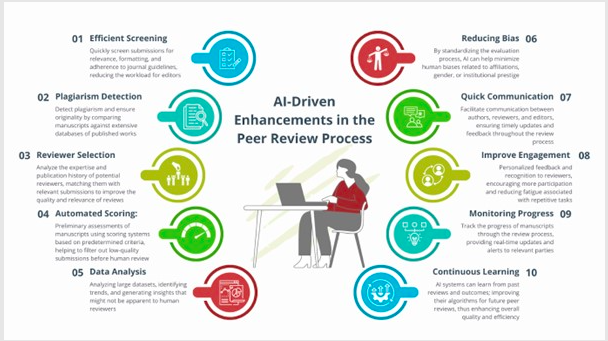 01 Efficient Screening
Quickly screen submissions for
relevance, formatting, and
adherence to journal guidelines,
reducing the workload for editors
02 Plagiarism Detection
Detect plagiarism and ensure
originality by comparing
manuscripts against extensive
databases of published works
03 Reviewer Selection
Analyze the expertise and
publication history of potential
reviewers, matching them with
relevant submissions to improve the
quality and relevance of reviews
04 Automated Scoring:
Preliminary assessments of
manuscripts using scoring systems
based on predetermined criteria,
helping to filter out low-quality
submissions before human review
05 Data Analysis
Analyzing large datasets, identifying
trends, and generating insights that
might not be apparent to human
reviewers
AI-Driven
Enhancements in the
Peer Review Process
Reducing Bias 06
By standardizing the evaluation
process, AI can help minimize
human biases related to affiliations,
gender, or institutional prestige
Quick Communication 07
Facilitate communication between
authors, reviewers, and editors,
ensuring timely updates and
feedback throughout the review
process
Improve Engagement 08
Personalized feedback and
recognition to reviewers,
encouraging more participation
and reducing fatigue associated
with repetitive tasks
Monitoring Progress 09
Track the progress of manuscripts
through the review process,
providing real-time updates and
alerts to relevant parties
Continuous Learning 10
AI systems can learn from past
reviews and outcomes; improving
their algorithms for future peer
reviews, thus enhancing overall
quality and efficiency